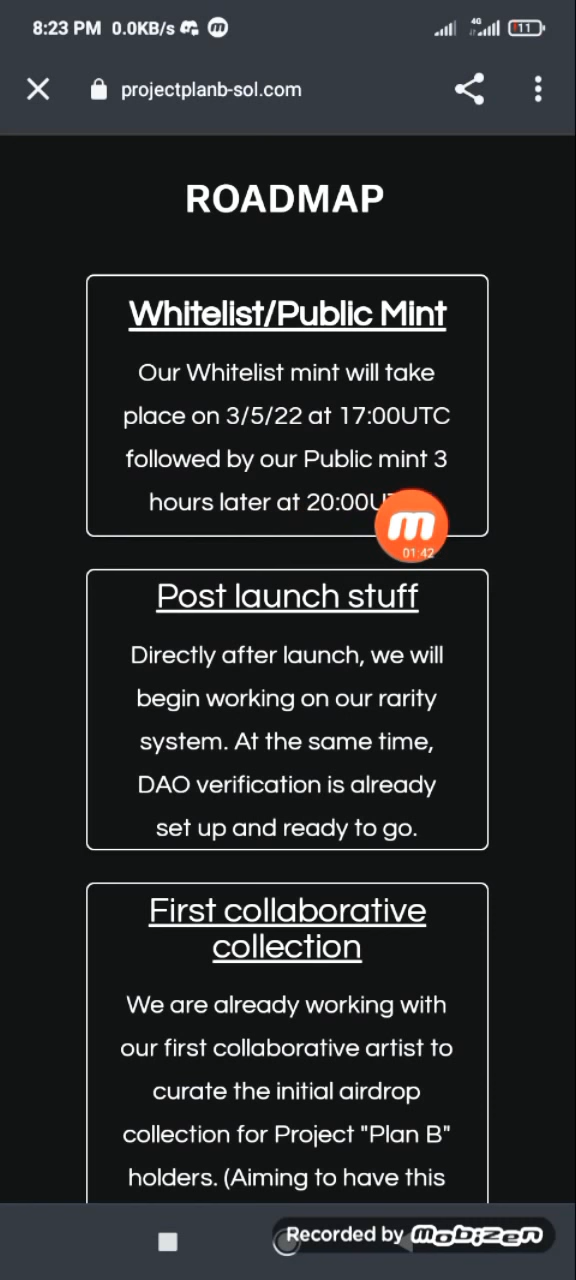 8:23 PM 0.0KB/s
4G
11
projectplanb-sol.com
ROADMAP
Whitelist/Public Mint
Our Whitelist mint will take
place on 3/5/22 at 17:00UTC
followed by our Public mint 3
hours later at
01:42
Post launch stuff
Directly after launch, we will
begin working on our rarity
system. At the same time,
DAO verification is already
set up and ready to go.
First collaborative
collection
We are already working with
our first collaborative artist to
curate the initial airdrop
collection for Project "Plan B"
holders. (Aiming to have this
Recorded by Mobizen